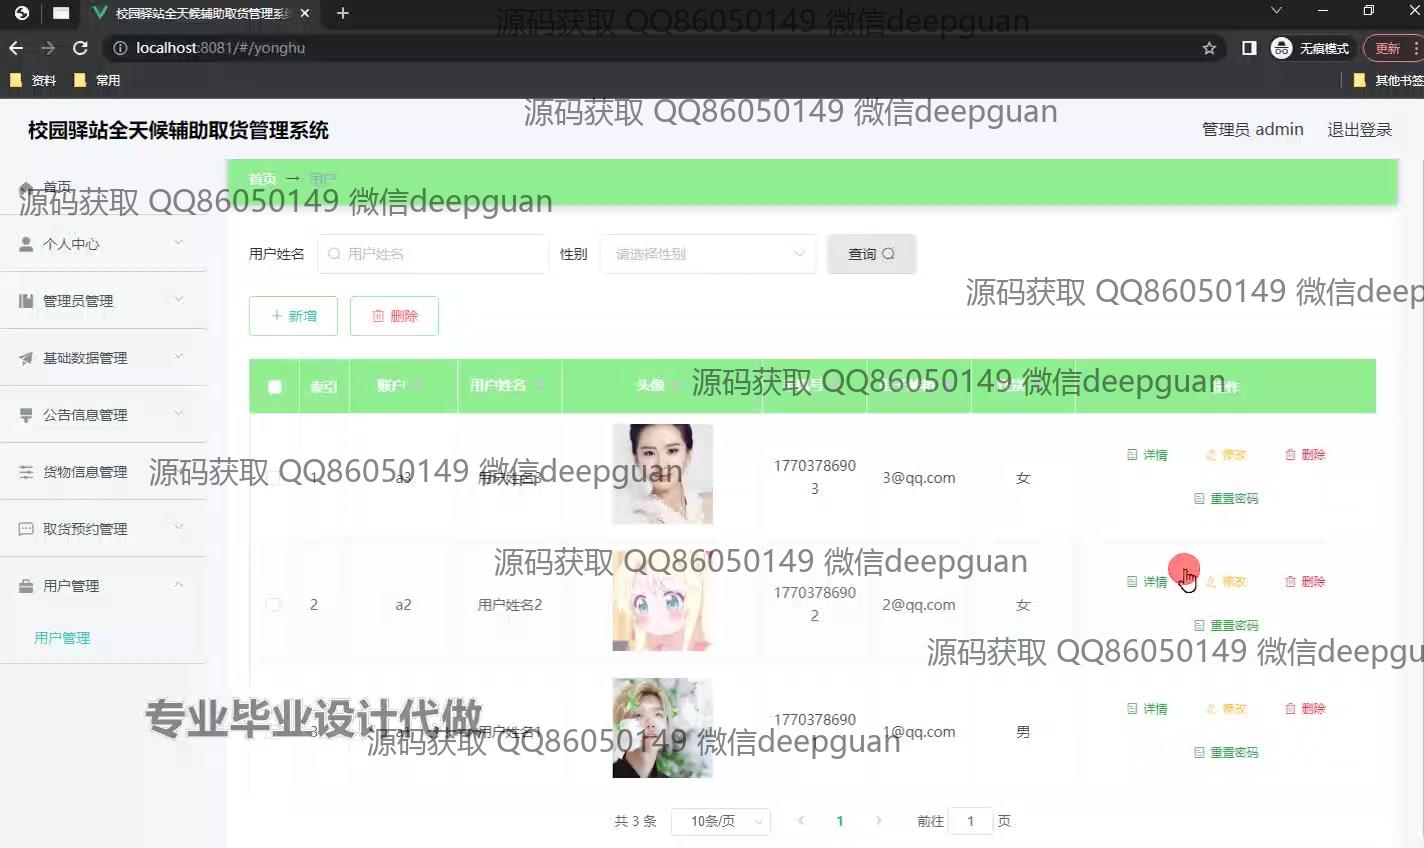 校园驿站全天候辅助取货管理系统
源码获取 QQ86050149 微信deepguan
localhost:8081/#/yonghu
无痕模式
更新
资料
常用
其他书签
源码获取 QQ86050149 微信deepguan
校园驿站全天候辅助取货管理系统
管理员 admin
退出登录
首页
首页 → 用户
源码获取 QQ86050149 微信deepguan
个人中心
用户姓名
用户姓名
性别
请选择性别
查询
管理员管理
源码获取 QQ86050149 微信deep
+ 新增
删除
基础数据管理
索引
账户
用户姓名
头像
源码获取 QQ86050149 微信deepguan
公告信息管理
货物信息管理
源码获取 QQ86050149 微信deepguan
1
a3
用户姓名3
17703786903
3@qq.com
女
详情
修改
删除
重置密码
取货预约管理
源码获取 QQ86050149 微信deepguan
用户管理
2
a2
用户姓名2
17703786902
2@qq.com
女
详情
修改
删除
重置密码
用户管理
源码获取 QQ86050149 微信deepgu
专业毕业设计代做
3
a1
用户姓名1
17703786901
1@qq.com
男
详情
修改
删除
重置密码
源码获取 QQ86050149 微信deepguan
共 3 条
10条/页
1
前往 1 页